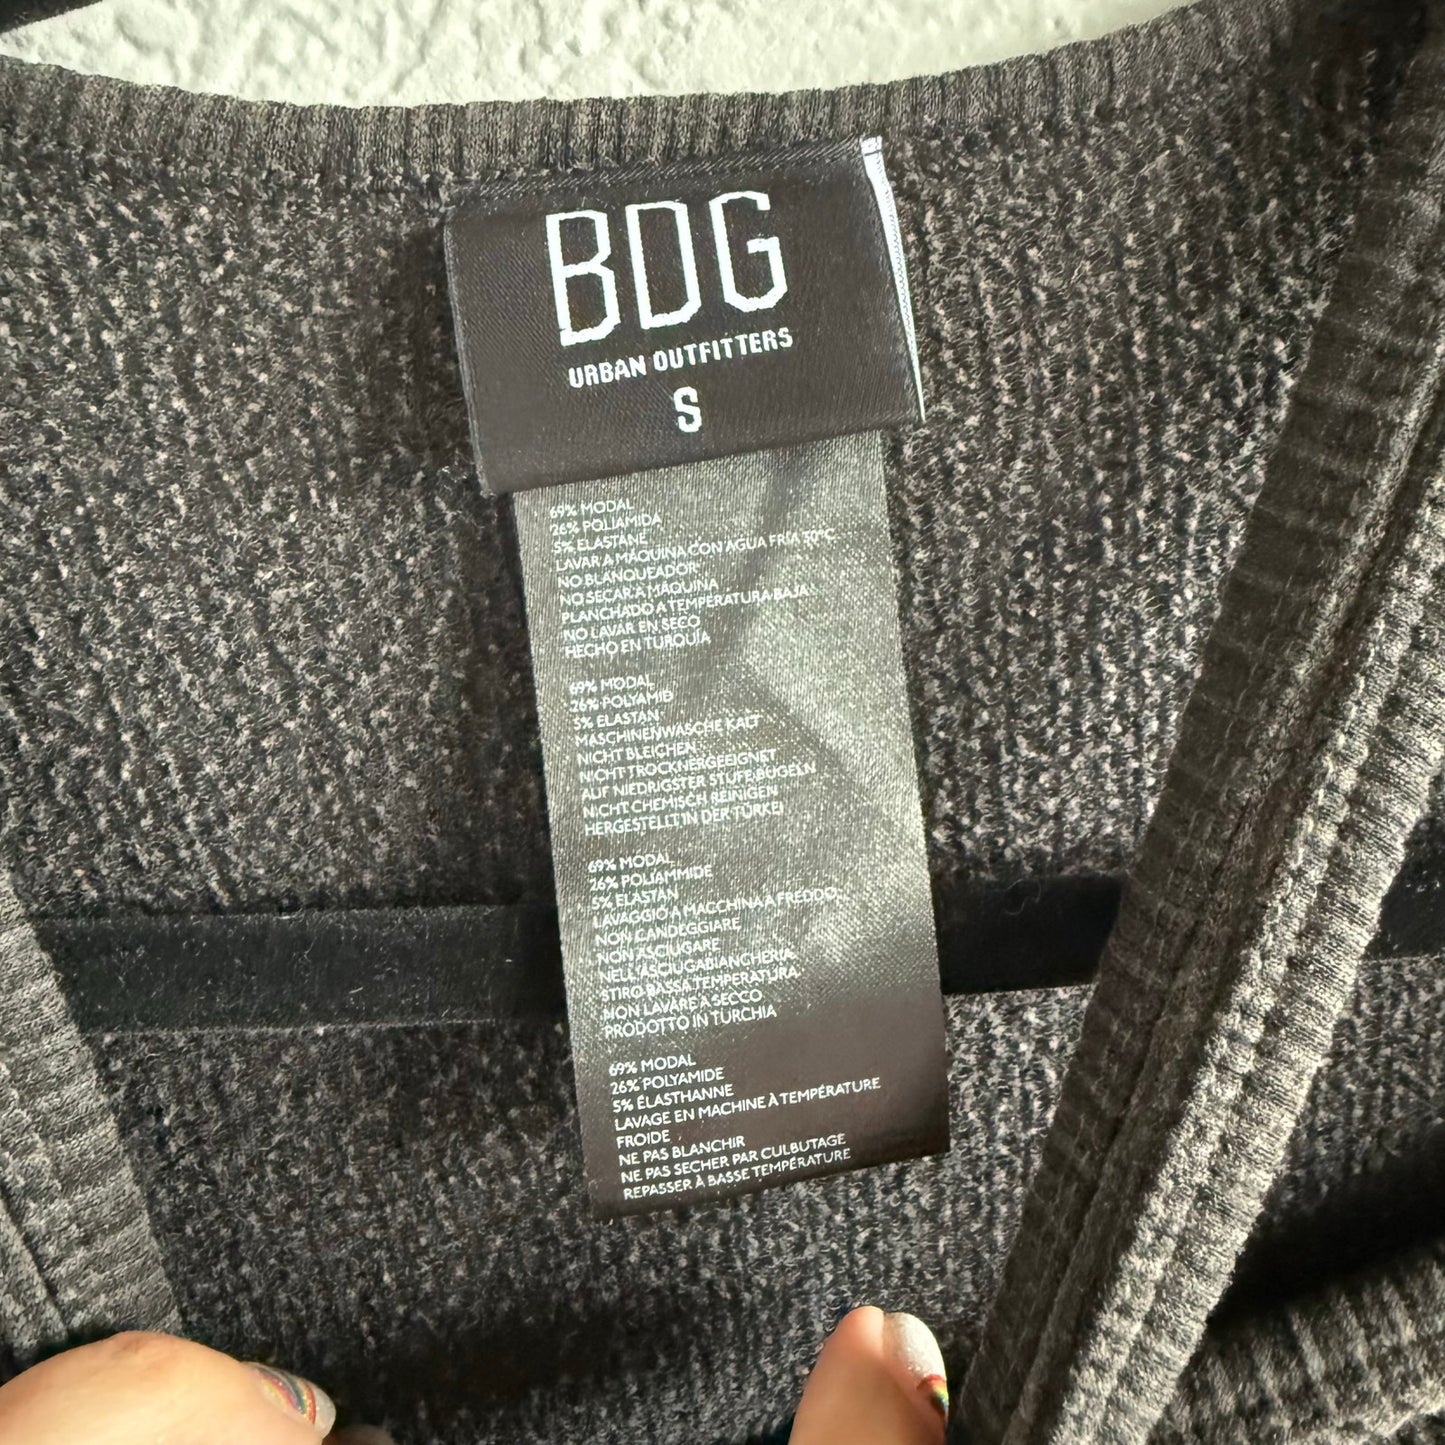 BDG
URBAN OUTFITTERS
S
69% MODAL
26% POLIAMIDA
5% ELASTANE
LAVAR A MÁQUINA CON AGUA FRÍA 30°C
NO BLANQUEADOR
NO SECAR A MÁQUINA
PLANCHADO A TEMPERATURA BAJA
NO LAVAR EN SECO
HECHO EN TURQUÍA
69% MODAL
26% POLYAMID
5% ELASTAN
MASCHINENWÄSCHE KALT
NICHT BLEICHEN
NICHT TROCKNERGEEIGNET
AUF NIEDRIGSTER STUFE BÜGELN
NICHT CHEMISCH REINIGEN
HERGESTELLT IN DER TÜRKEI
69% MODAL
26% POLIAMMIDE
5% ELASTAN
LAVAGGIO A MACCHINA A FREDDO
NON CANDEGGIARE
NON ASCIUGARE
NELL'ASCIUGABIANCHERIA
STIRO BASSA TEMPERATURA
NON LAVARE A SECCO
PRODOTTO IN TURCHIA
69% MODAL
26% POLYAMIDE
5% ÉLASTHANNE
LAVAGE EN MACHINE À TEMPÉRATURE
FROIDE
NE PAS BLANCHIR
NE PAS SECHER PAR CULBUTAGE
REPASSER À BASSE TEMPÉRATURE